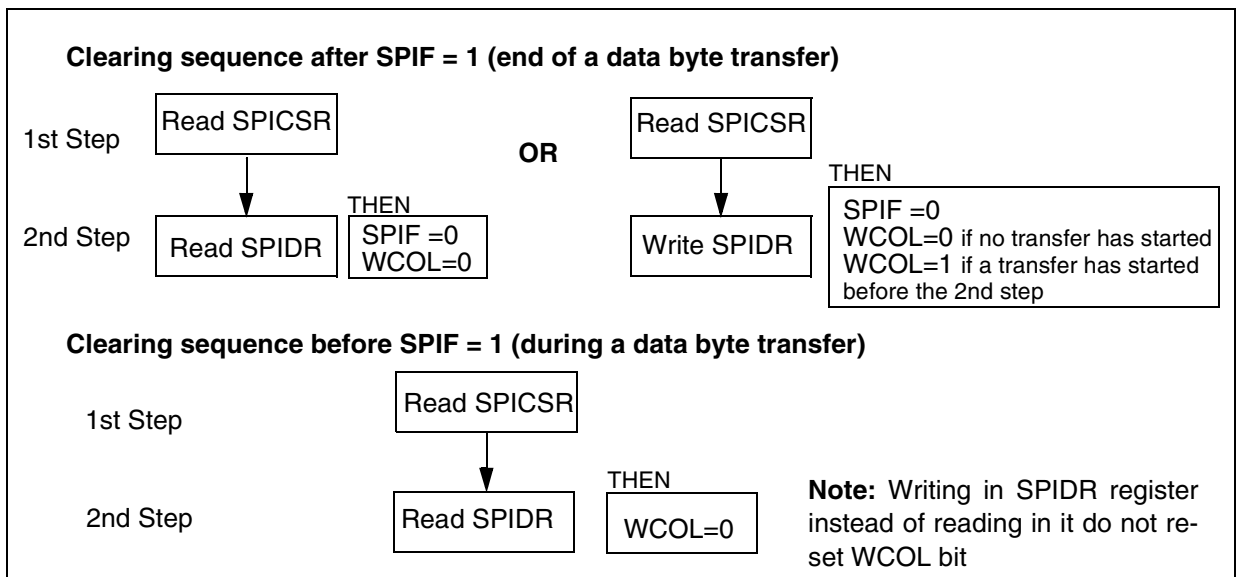 Clearing sequence after SPIF = 1 (end of a data byte transfer)
1st Step
Read SPICSR
OR
Read SPICSR
2nd Step
Read SPIDR
THEN
SPIF =0
WCOL=0
Write SPIDR
THEN
SPIF =0
WCOL=0 if no transfer has started
WCOL=1 if a transfer has started
before the 2nd step
Clearing sequence before SPIF = 1 (during a data byte transfer)
1st Step
Read SPICSR
2nd Step
Read SPIDR
THEN
WCOL=0
Note: Writing in SPIDR register
instead of reading in it do not re-
set WCOL bit